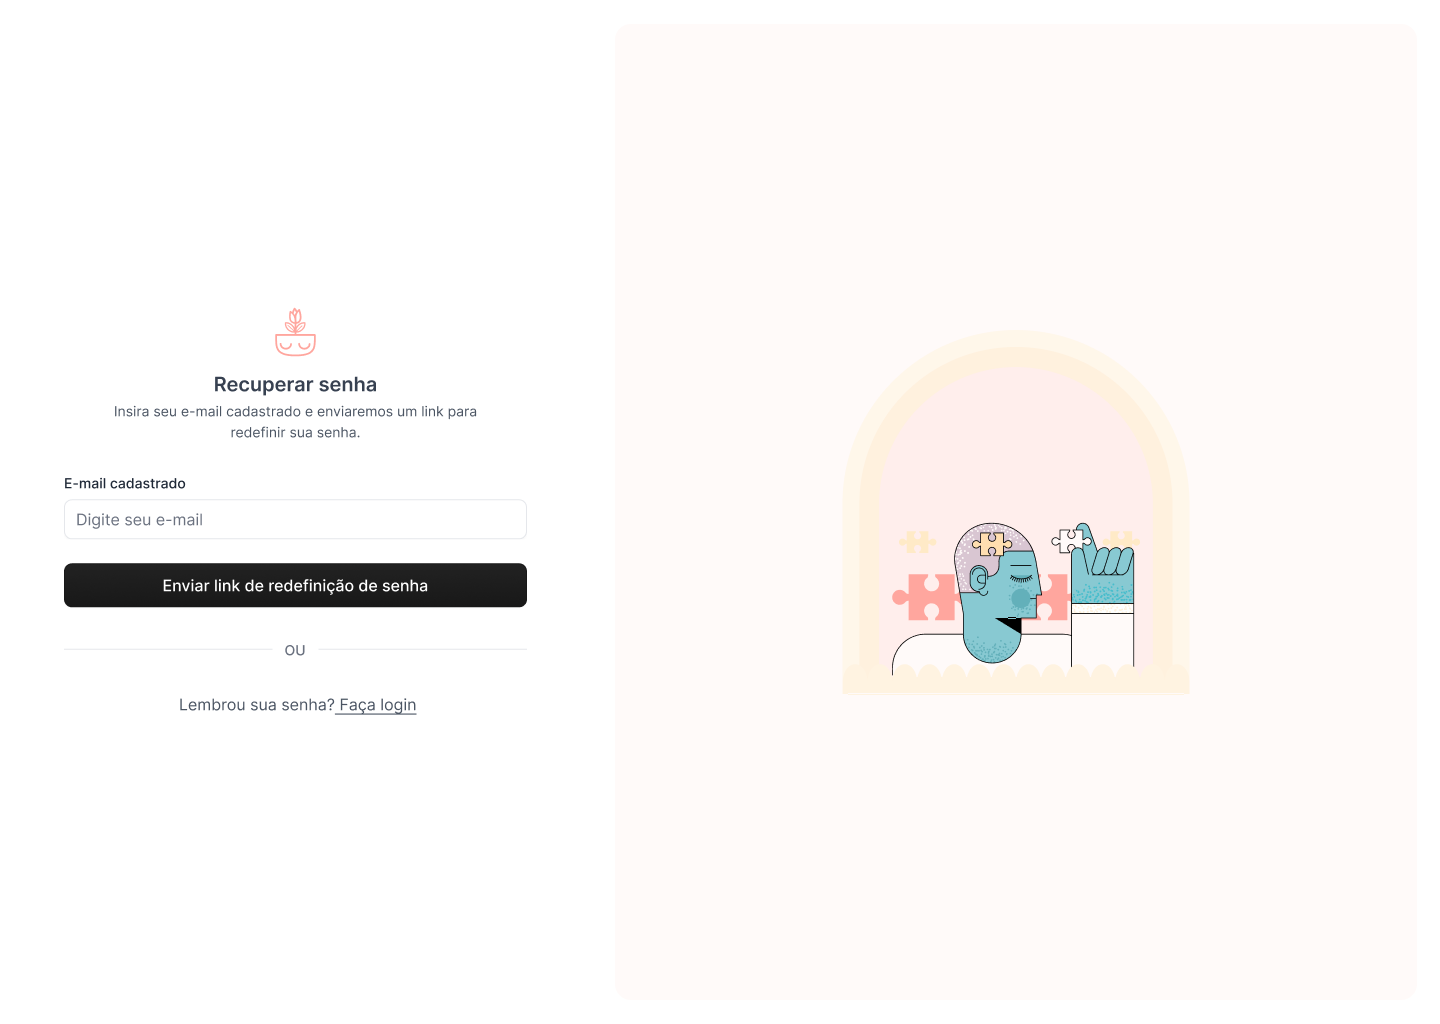 Recuperar senha
Insira seu e-mail cadastrado e enviaremos um link para
redefinir sua senha.
E-mail cadastrado
Digite seu e-mail
Enviar link de redefinição de senha
OU
Lembrou sua senha? Faça login